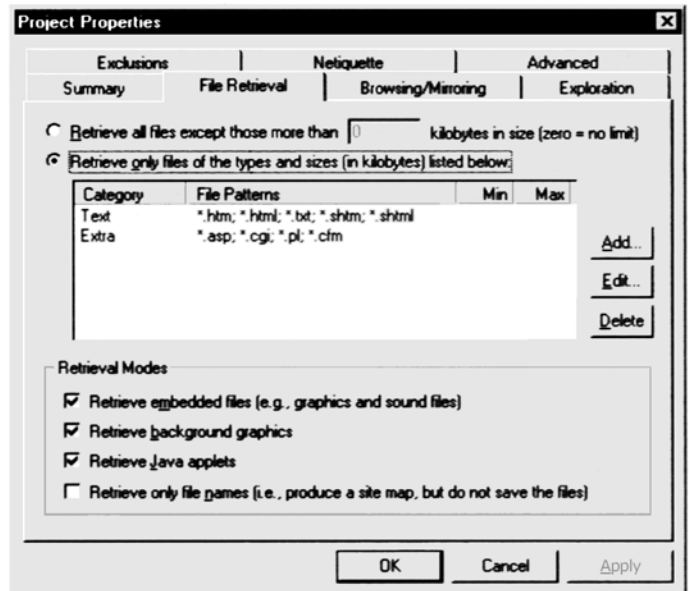 Project Properties
Exclusions Netiquette Advanced
Summary File Retrieval Browsing/Mirroring Exploration
Retrieve all files except those more than 0 kilobytes in size (zero = no limit)
Retrieve only files of the types and sizes (in kilobytes) listed below:
Category File Patterns Min Max
Text *.htm; *.html; *.txt; *.shtm; *.shtml
Extra *.asp; *.cgi; *.pl; *.cfm
Add...
Edit...
Delete
Retrieval Modes
Retrieve embedded files (e.g., graphics and sound files)
Retrieve background graphics
Retrieve Java applets
Retrieve only file names (i.e., produce a site map, but do not save the files)
OK Cancel Apply